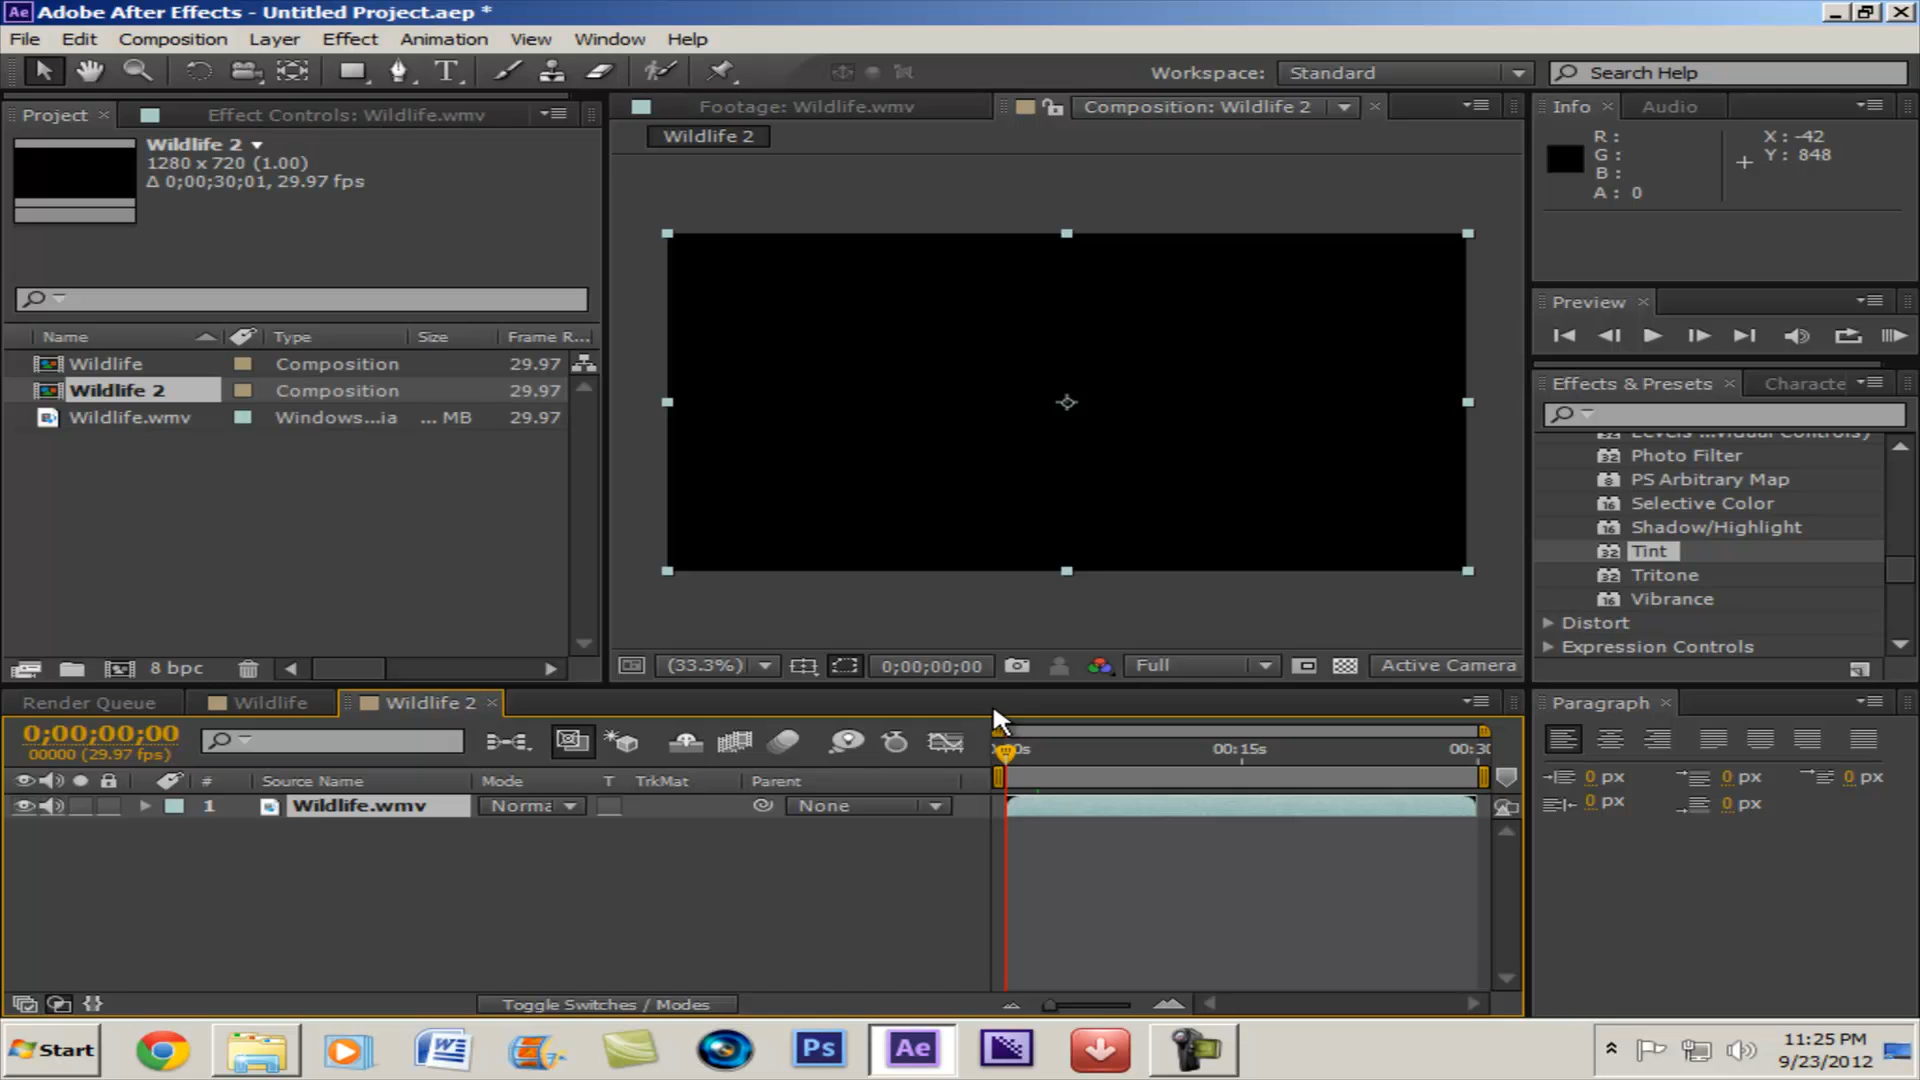 Adobe After Effects - Untitled Project.aep *
File Edit Composition Layer Effect Animation View Window Help
Workspace: Standard Search Help
Project Effect Controls: Wildlife.wmv
Wildlife 2
1280 x 720 (1.00)
Δ 0;00;30;01, 29.97 fps
Name Type Size Frame R...
Wildlife Composition 29.97
Wildlife 2 Composition 29.97
Wildlife.wmv Windows...ia ... MB 29.97
8 bpc
Footage: Wildlife.wmv Composition: Wildlife 2
Wildlife 2
(33.3%) 0;00;00;00 Full Active Camera
Info Audio
R :
G :
B :
A : 0
X : -42
Y : 848
Preview
Effects & Presets Characte
Levels ...vidual Controls)
Photo Filter
PS Arbitrary Map
Selective Color
Shadow/Highlight
Tint
Tritone
Vibrance
Distort
Expression Controls
Render Queue Wildlife Wildlife 2
0;00;00;00
00000 (29.97 fps)
0s 00:15s 00:30
# Source Name Mode T TrkMat Parent
1 Wildlife.wmv Norma None
Toggle Switches / Modes
Paragraph
0 px 0 px 0 px
0 px 0 px
Start Ps Ae
11:25 PM
9/23/2012